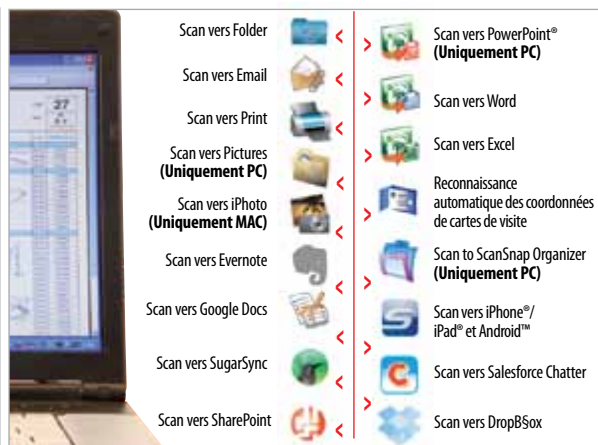 27
Scan vers Folder
Scan vers Email
Scan vers Print
Scan vers Pictures
(Uniquement PC)
Scan vers iPhoto
(Uniquement MAC)
Scan vers Evernote
Scan vers Google Docs
Scan vers SugarSync
Scan vers SharePoint
Scan vers PowerPoint®
(Uniquement PC)
Scan vers Word
Scan vers Excel
Reconnaissance
automatique des coordonnées
de cartes de visite
Scan to ScanSnap Organizer
(Uniquement PC)
Scan vers iPhone®/
iPad® et Android™
Scan vers Salesforce Chatter
Scan vers DropB§ox